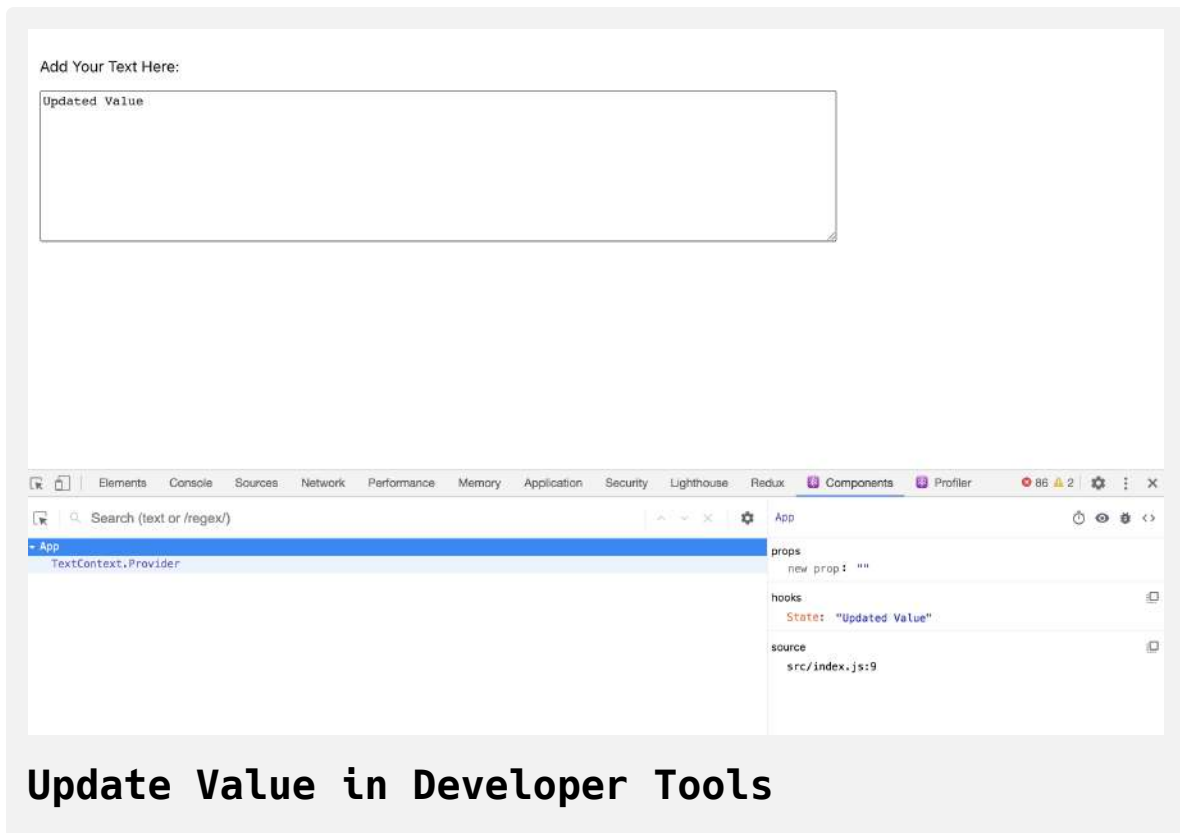 Add Your Text Here:
Updated Value
Elements Console Sources Network Performance Memory Application Security Lighthouse Redux Components Profiler 86 2
Search (text or /regex/)
App
App
TextContext.Provider
props
new prop: ""
hooks
State: "Updated Value"
source
src/index.js:9
Update Value in Developer Tools